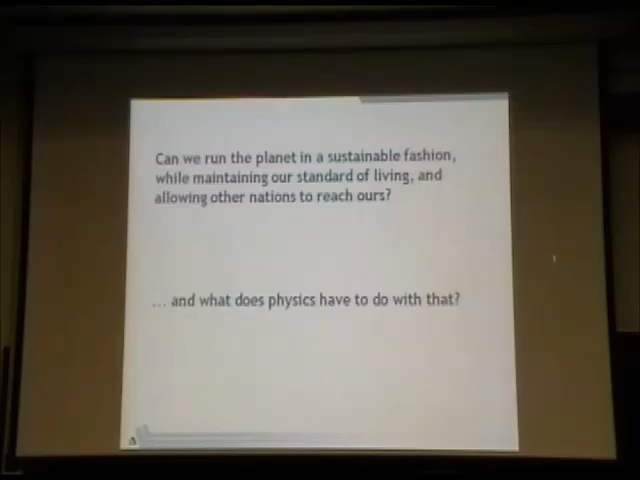 Can we run the planet in a sustainable fashion,
while maintaining our standard of living, and
allowing other nations to reach ours?
... and what does physics have to do with that?